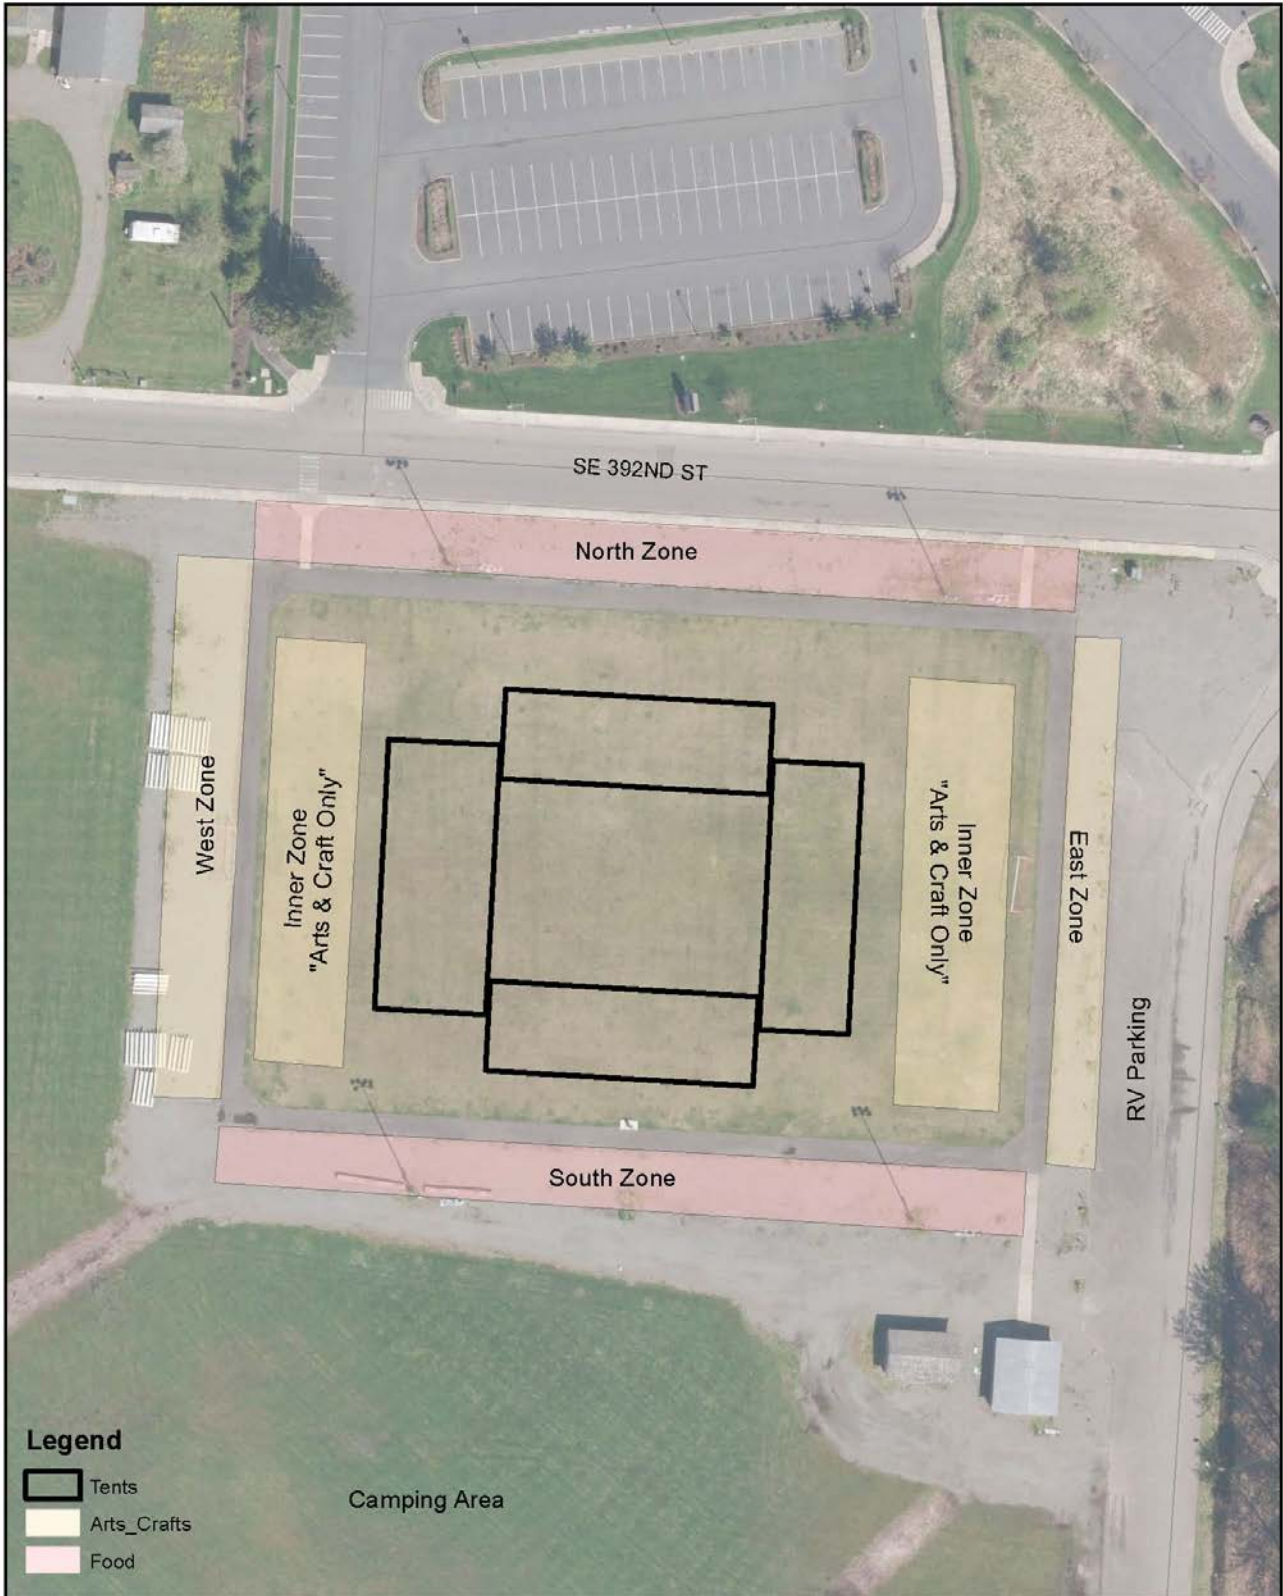 SE 392ND ST
North Zone
West Zone
Inner Zone
"Arts & Craft Only"
Inner Zone
"Arts & Craft Only"
East Zone
RV Parking
South Zone
Camping Area
Legend
Tents
Arts_Crafts
Food